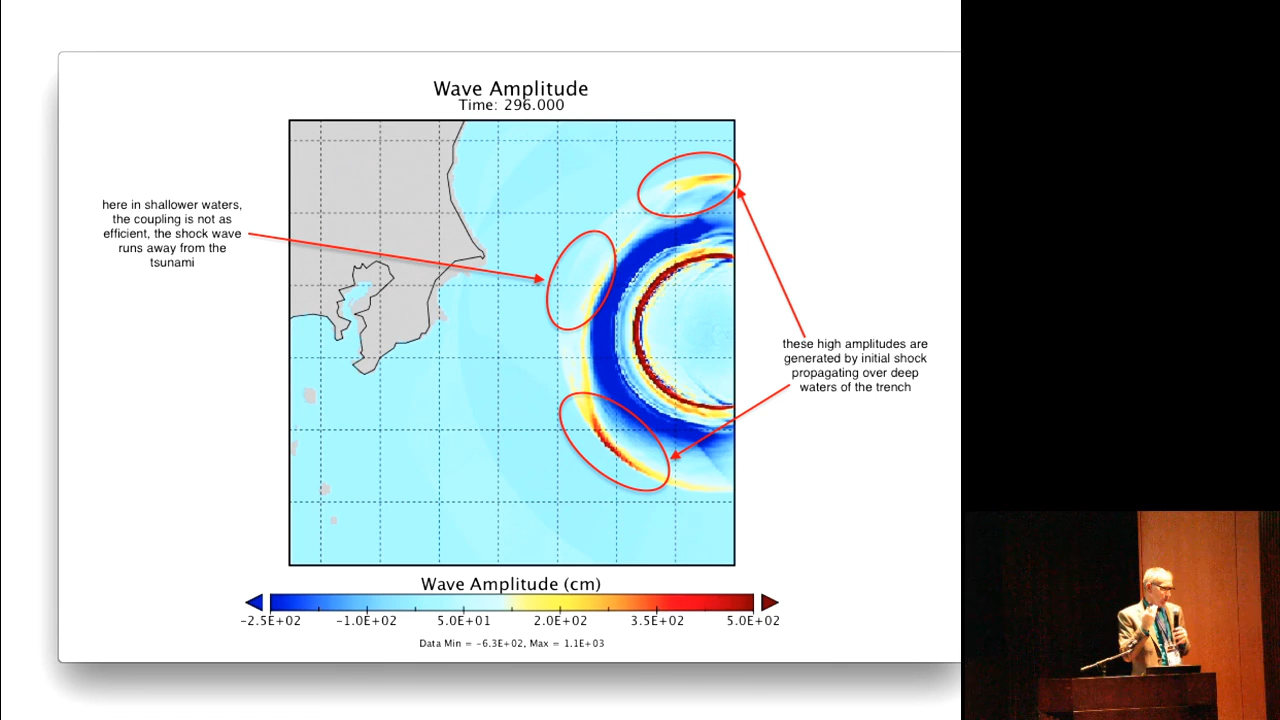 Wave Amplitude
Time: 296.000
here in shallower waters,
the coupling is not as
efficient, the shock wave
runs away from the
tsunami
these high amplitudes are
generated by initial shock
propagating over deep
waters of the trench
Wave Amplitude (cm)
-2.5E+02 -1.0E+02 5.0E+01 2.0E+02 3.5E+02 5.0E+02
Data Min = -6.3E+02, Max = 1.1E+03